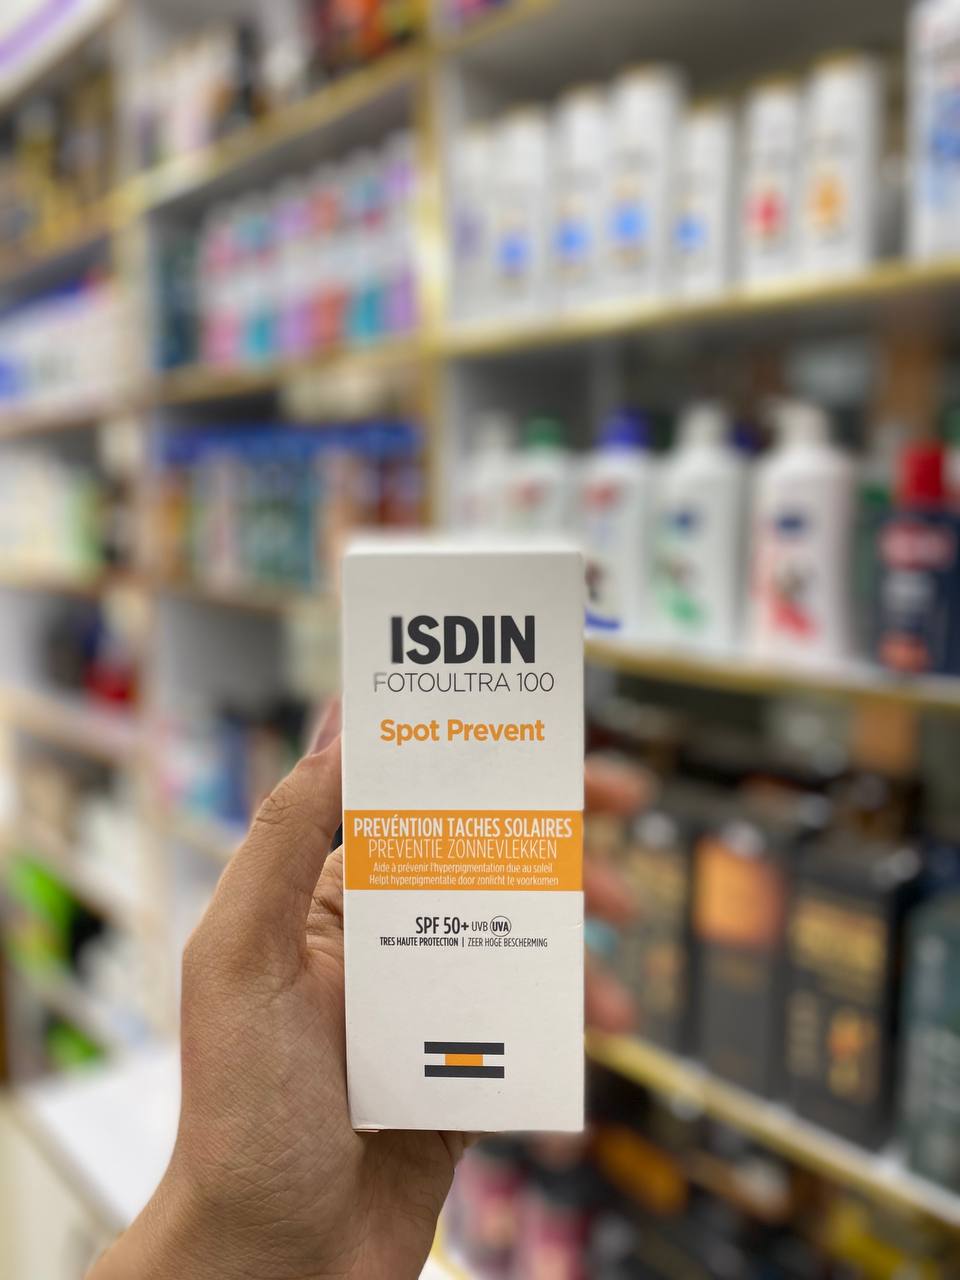 ISDIN
FOTOULTRA 100
Spot Prevent
PREVÉNTION TACHES SOLAIRES
PREVENTIE ZONNEVLEKKEN
Aide à prévenir l'hyperpigmentation due au soleil
Helpt hyperpigmentatie door zonlicht te voorkomen
SPF 50+ UVB UVA
TRES HAUTE PROTECTION | ZEER HOGE BESCHERMING